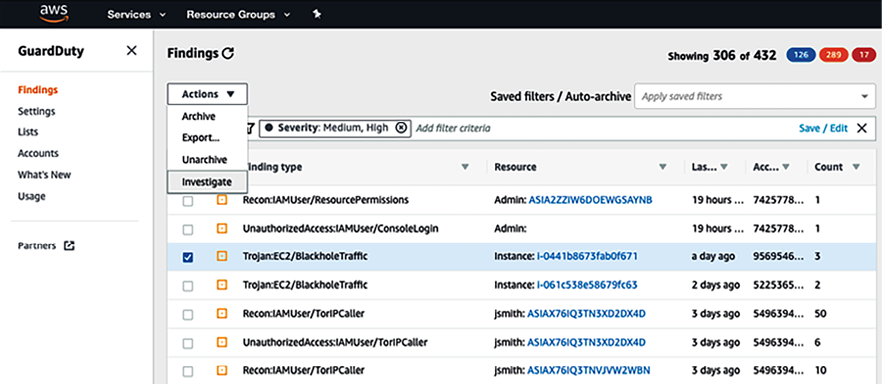 aws Services Resource Groups
GuardDuty
Findings
Settings
Lists
Accounts
What's New
Usage
Partners
Findings
Showing 306 of 432 126 289 17
Actions
Archive
Export...
Unarchive
Investigate
Saved filters / Auto-archive Apply saved filters
Severity: Medium, High Add filter criteria Save / Edit
inding type Resource Las... Acc... Count
Recon:IAMUser/ResourcePermissions Admin: ASIA2ZZIW6DOEWGSAYNB 19 hours ... 7425778... 1
UnauthorizedAccess:IAMUser/ConsoleLogin Admin: 19 hours ... 7425778... 1
Trojan:EC2/BlackholeTraffic Instance: i-0441b8673fab0f671 a day ago 9569546... 3
Trojan:EC2/BlackholeTraffic Instance: i-061c538e58679fc63 2 days ago 5225365... 2
Recon:IAMUser/TorIPCaller jsmith: ASIAX76IQ3TN3XD2DX4D 3 days ago 5496394... 50
UnauthorizedAccess:IAMUser/TorIPCaller jsmith: ASIAX76IQ3TN3XD2DX4D 3 days ago 5496394... 6
Recon:IAMUser/TorIPCaller jsmith: ASIAX76IQ3TNVJVW2WBN 3 days ago 5496394... 10